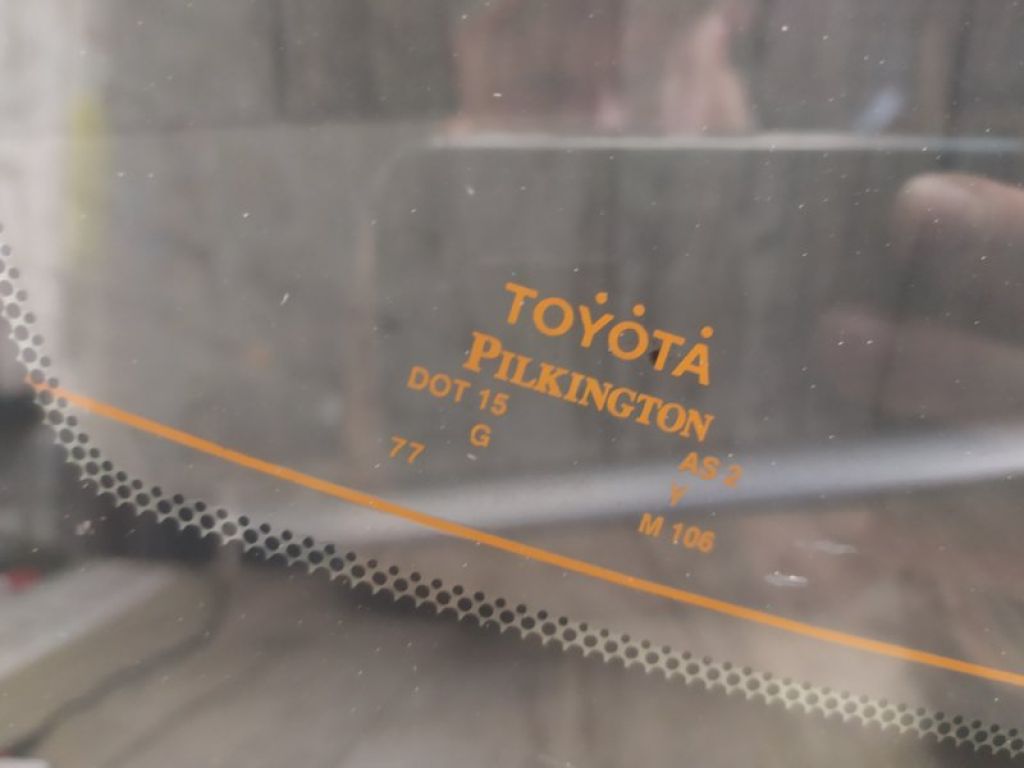 TOYOTA
PILKINGTON
DOT 15 AS 2
G Y
77 M 106